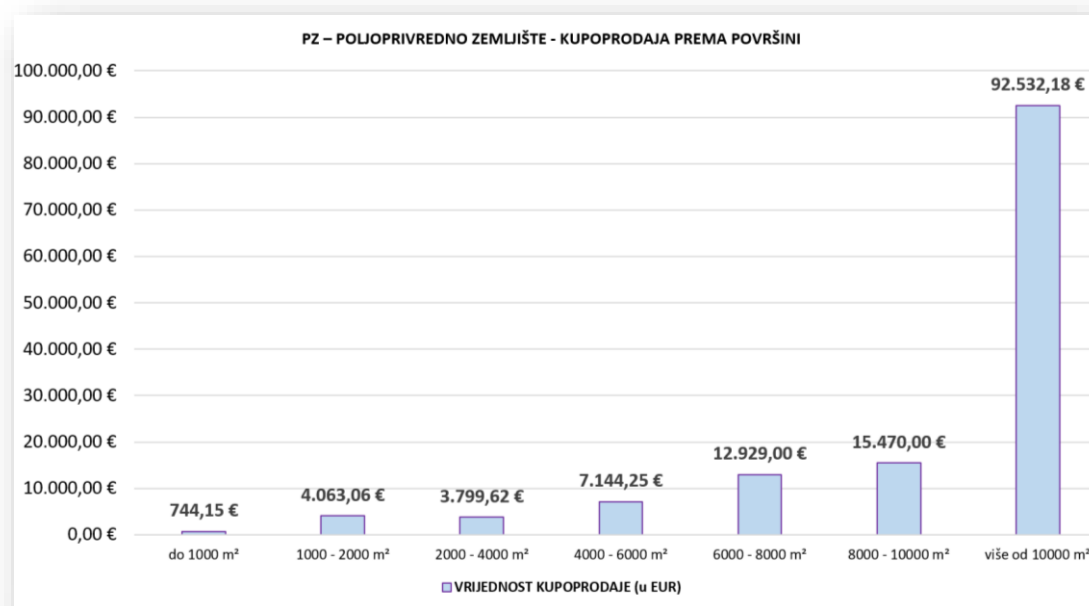 PZ – POLJOPRIVREDNO ZEMLJIŠTE - KUPOPRODAJA PREMA POVRŠINI
100.000,00 €
90.000,00 €
80.000,00 €
70.000,00 €
60.000,00 €
50.000,00 €
40.000,00 €
30.000,00 €
20.000,00 €
10.000,00 €
0,00 €
744,15 €
4.063,06 €
3.799,62 €
7.144,25 €
12.929,00 €
15.470,00 €
92.532,18 €
do 1000 m²
1000 - 2000 m²
2000 - 4000 m²
4000 - 6000 m²
6000 - 8000 m²
8000 - 10000 m²
više od 10000 m²
VRIJEDNOST KUPOPRODAJE (u EUR)